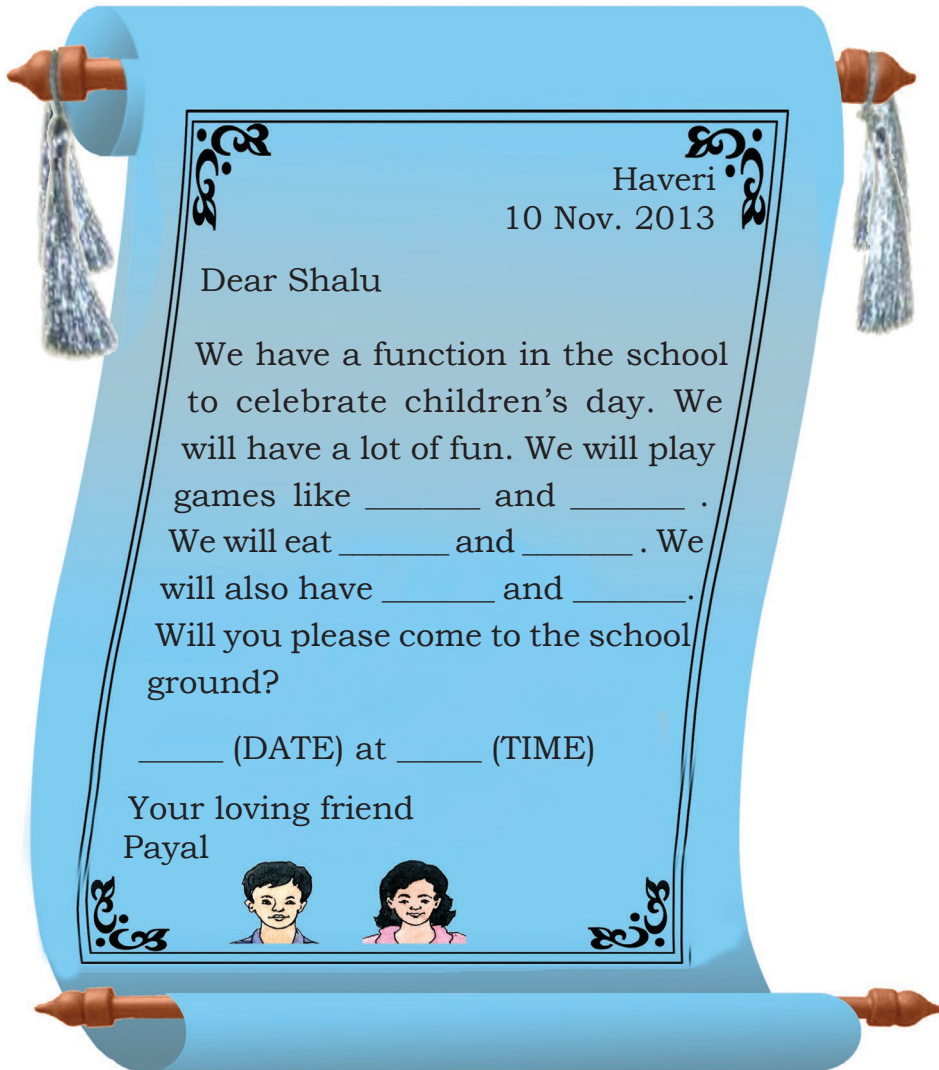 Haveri
10 Nov. 2013
Dear Shalu
We have a function in the school
to celebrate children’s day. We
will have a lot of fun. We will play
games like _______ and _______ .
We will eat _______ and _______ . We
will also have _______ and _______.
Will you please come to the school
ground?
_____ (DATE) at _____ (TIME)
Your loving friend
Payal